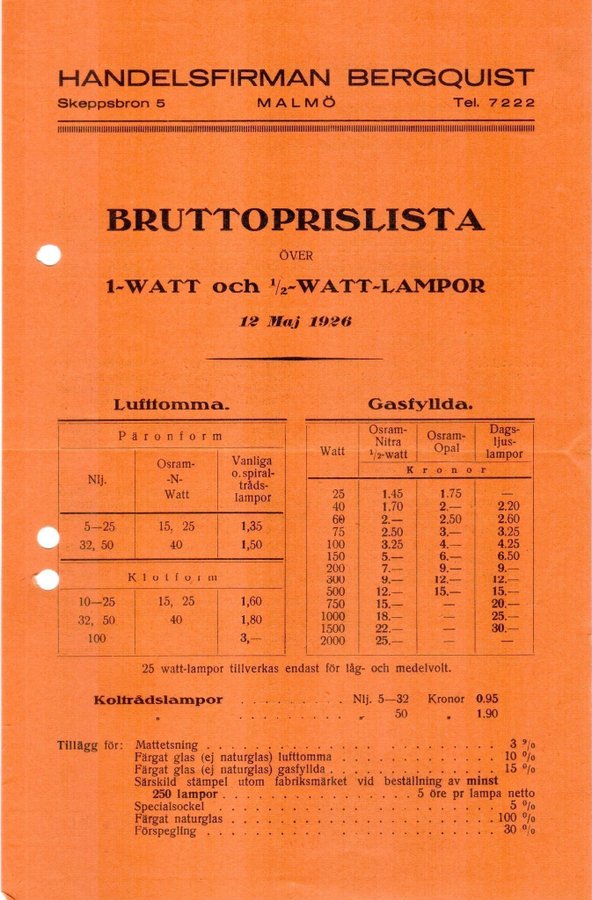 HANDELSFIRMAN BERGQUIST
Skeppsbron 5 MALMÖ Tel. 7222
BRUTTOPRISLISTA
ÖVER
1-WATT och 1/2-WATT-LAMPOR
12 Maj 1926
Lufttomma.
Päronform
Nlj. Osram-N-Watt Vanliga o. spiral-tråds-lampor
5—25 15, 25 1,35
32, 50 40 1,50
Klotform
10—25 15, 25 1,60
32, 50 40 1,80
100 3,—
Gasfyllda.
Watt Osram-Nitra 1/2-watt Osram-Opal Dags-ljus-lampor
Kronor
25 1.45 1.75 —
40 1.70 2.— 2.20
60 2.— 2,50 2.60
75 2.50 3.— 3.25
100 3.25 4.— 4.25
150 5.— 6.— 6.50
200 7.— 9.— 9.—
300 9.— 12.— 12.—
500 12.— 15.— 15.—
750 15.— — 20.—
1000 18.— — 25.—
1500 22.— — 30.—
2000 25.— —
25 watt-lampor tillverkas endast för låg- och medelvolt.
Koltrådslampor . . . . . . . . . . Nlj. 5—32 Kronor 0.95
„ . . . . . . . . . . „ 50 „ 1.90
Tillägg för: Mattetsning . . . . . . . . . . 3 %
Färgat glas (ej naturglas) lufttomma . . . . . . . . . . 10 %
Färgat glas (ej naturglas) gasfyllda . . . . . . . . . . 15 %
Särskild stämpel utom fabriksmärket vid beställning av minst
250 lampor . . . . . . . . . . 5 öre pr lampa netto
Specialsockel . . . . . . . . . . 5 %
Färgat naturglas . . . . . . . . . . 100 %
Förspegling . . . . . . . . . . 30 %